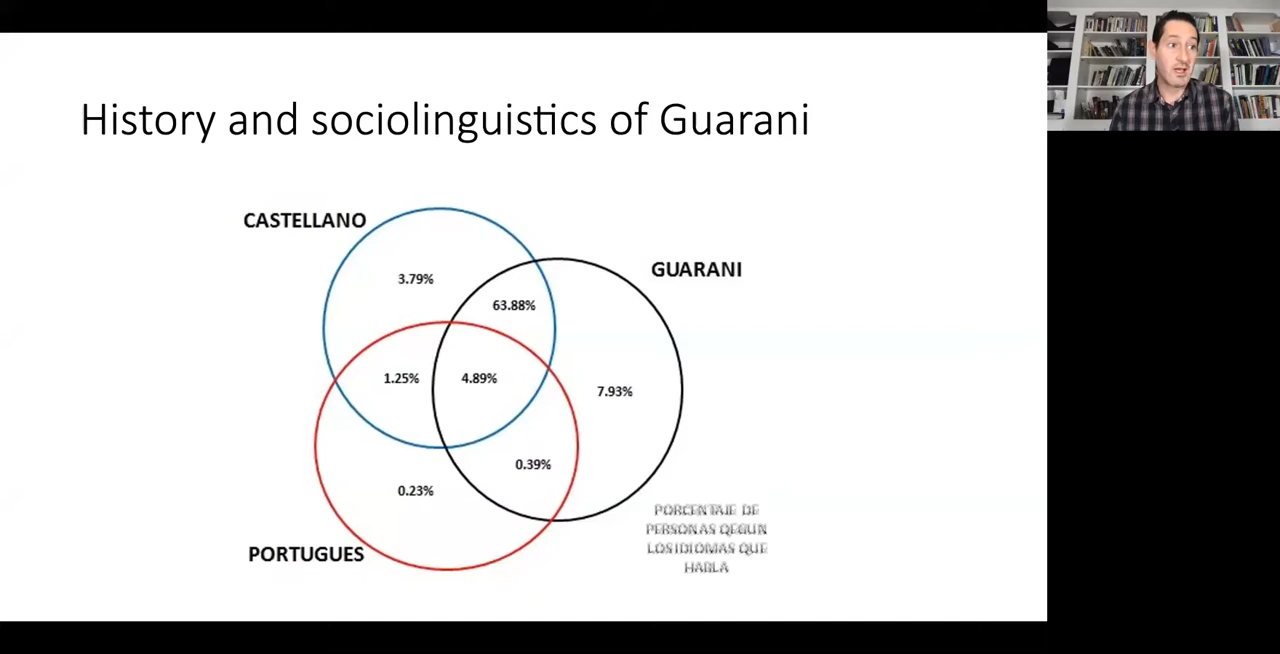 History and sociolinguistics of Guarani
CASTELLANO
GUARANI
3.79%
63.88%
1.25%
4.89%
7.93%
0.39%
0.23%
PORTUGUES
PORCENTAJE DE
PERSONAS QEGUN
LOS IDIOMAS QUE
HABLA